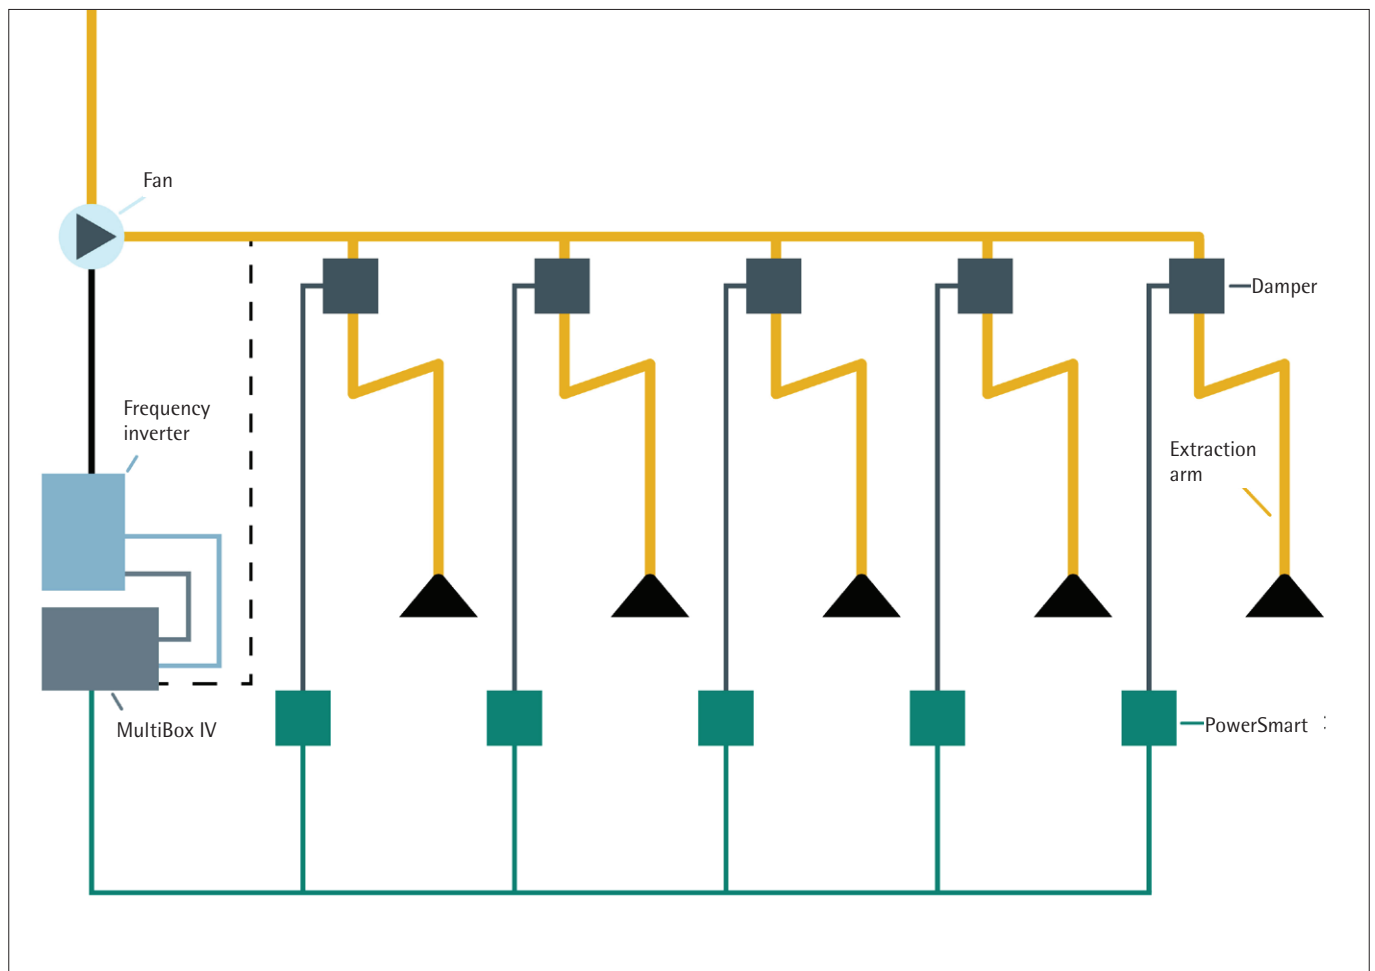 Fan
Damper
Frequency
inverter
Extraction
arm
MultiBox IV
PowerSmart :